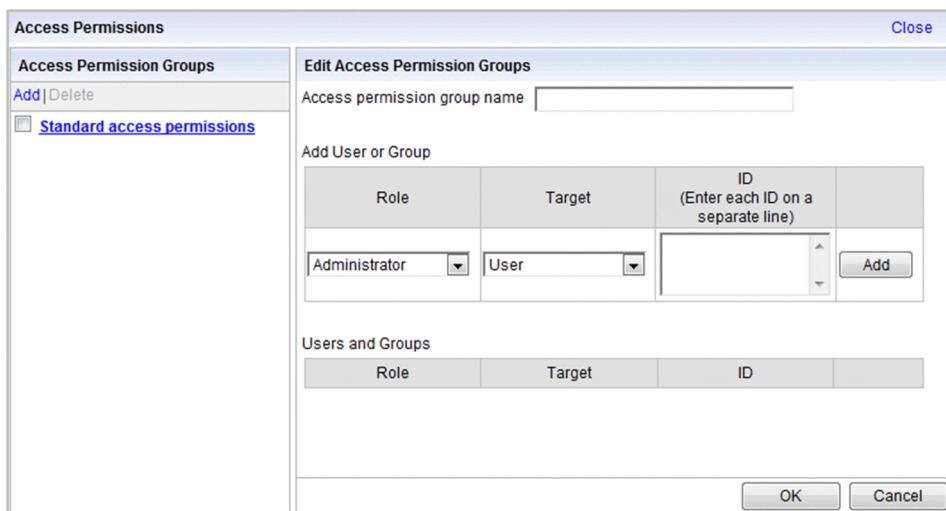 Access Permissions Close
Access Permission Groups
Add|Delete
Standard access permissions
Edit Access Permission Groups
Access permission group name
Add User or Group
Role Target ID
(Enter each ID on a
separate line)
Administrator User Add
Users and Groups
Role Target ID
OK Cancel